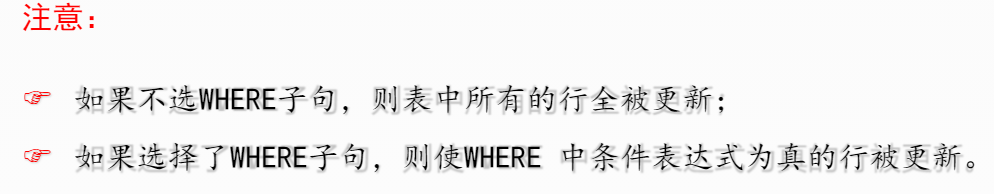 注意：
☞ 如果不选WHERE子句，则表中所有的行全被更新；
☞ 如果选择了WHERE子句，则使WHERE 中条件表达式为真的行被更新。